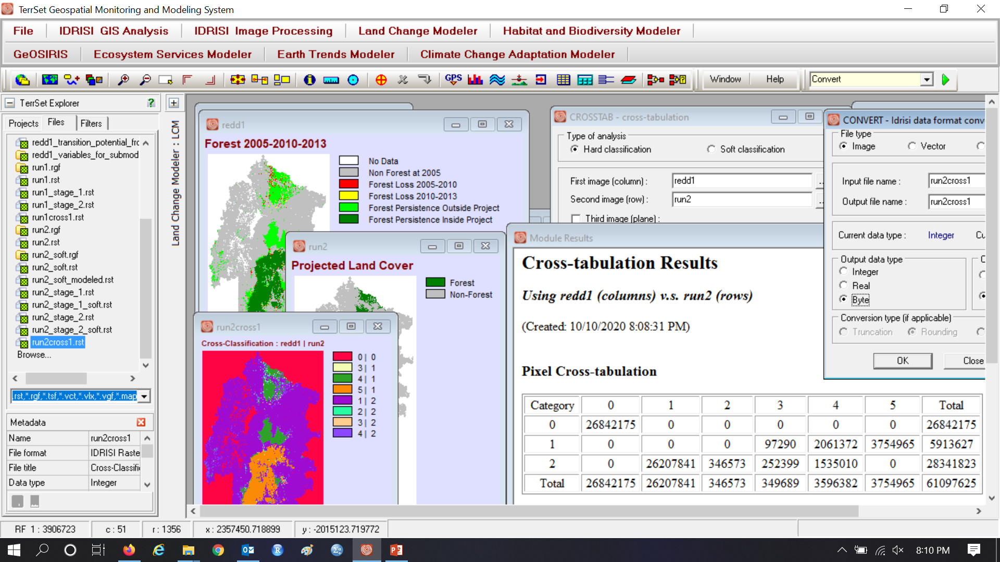 TerrSet Geospatial Monitoring and Modeling System
File
IDRISI GIS Analysis
IDRISI Image Processing
Land Change Modeler
Habitat and Biodiversity Modeler
GeOSIRIS
Ecosystem Services Modeler
Earth Trends Modeler
Climate Change Adaptation Modeler
GPS
Window
Help
Convert
TerrSet Explorer
Projects
Files
Filters
redd1_transition_potential_frc
redd1_variables_for_submod
run1.rgf
run1.rst
run1_stage_1.rst
run1_stage_2.rst
run1cross1.rst
run2.rgf
run2.rst
run2_soft.rgf
run2_soft.rst
run2_soft_modeled.rst
run2_stage_1.rst
run2_stage_1_soft.rst
run2_stage_2.rst
run2_stage_2_soft.rst
run2cross1.rst
Browse...
.rst,*.rgf,*.tsf,*.vct,*.vlx,*.vgf,*.map
Metadata
Name run2cross1
File format IDRISI Raste
File title Cross-Classifi
Data type Integer
Land Change Modeler : LCM
redd1
Forest 2005-2010-2013
No Data
Non Forest at 2005
Forest Loss 2005-2010
Forest Loss 2010-2013
Forest Persistence Outside Project
Forest Persistence Inside Project
run2
Projected Land Cover
Forest
Non-Forest
run2cross1
Cross-Classification : redd1 | run2
0 | 0
3 | 1
4 | 1
5 | 1
1 | 2
2 | 2
3 | 2
4 | 2
CROSSTAB - cross-tabulation
Type of analysis
Hard classification
Soft classification
First image (column) : redd1
Second image (row) : run2
Third image (plane) :
Module Results
Cross-tabulation Results
Using redd1 (columns) v.s. run2 (rows)
(Created: 10/10/2020 8:08:31 PM)
Pixel Cross-tabulation
Category 0 1 2 3 4 5 Total
0 26842175 0 0 0 0 0 26842175
1 0 0 0 97290 2061372 3754965 5913627
2 0 26207841 346573 252399 1535010 0 28341823
Total 26842175 26207841 346573 349689 3596382 3754965 61097625
CONVERT - Idrisi data format conv
File type
Image
Vector
Input file name : run2cross1
Output file name : run2cross1
Current data type : Integer Cu
Output data type
Integer
Real
Byte
Conversion type (if applicable)
Truncation
Rounding
OK
Close
RF 1 : 3906723
c : 51
r : 1356
x : 2357450.718899
y : -2015123.719772
8:10 PM